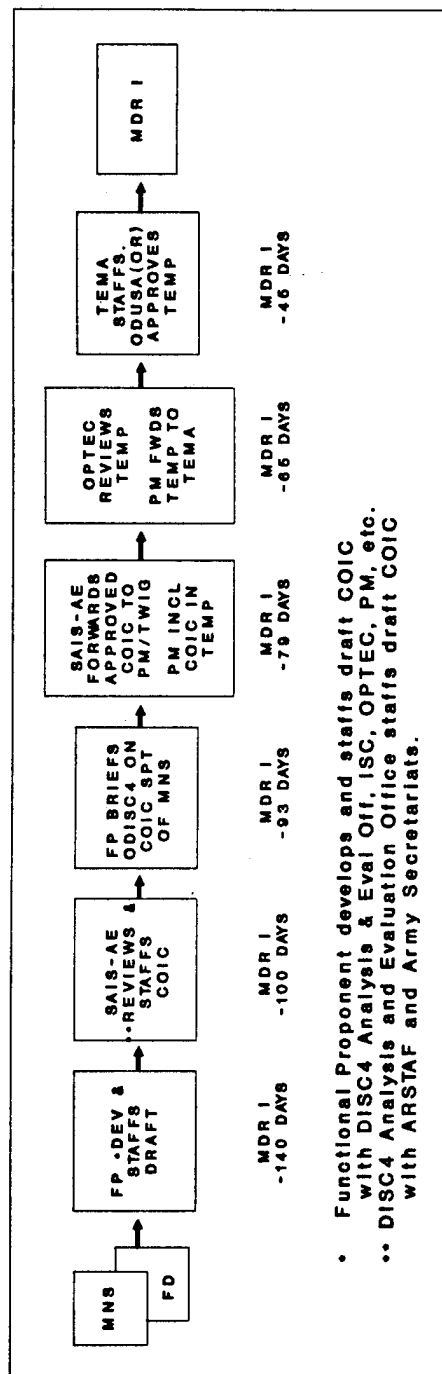 MNS
FD
FP *DEV &
STAFFS
DRAFT
MDR I
-140 DAYS
SAIS-AE
**REVIEWS &
STAFFS
COIC
MDR I
-100 DAYS
FP BRIEFS
ODISC4 ON
COIC SPT
OF MNS
MDR I
-93 DAYS
SAIS-AE
FORWARDS
APPROVED
COIC TO
PM/TWIG
PM INCL
COIC IN
TEMP
MDR I
-79 DAYS
OPTEC
REVIEWS
TEMP
PM FWDS
TEMP TO
TEMA
MDR I
-65 DAYS
TEMA
STAFFS.
ODUSA(OR)
APPROVES
TEMP
MDR I
-45 DAYS
MDR I
* Functional Proponent develops and staffs draft COIC
with DISC4 Analysis & Eval Off, ISC, OPTEC, PM, etc.
** DISC4 Analysis and Evaluation Office staffs draft COIC
with ARSTAF and Army Secretariats.